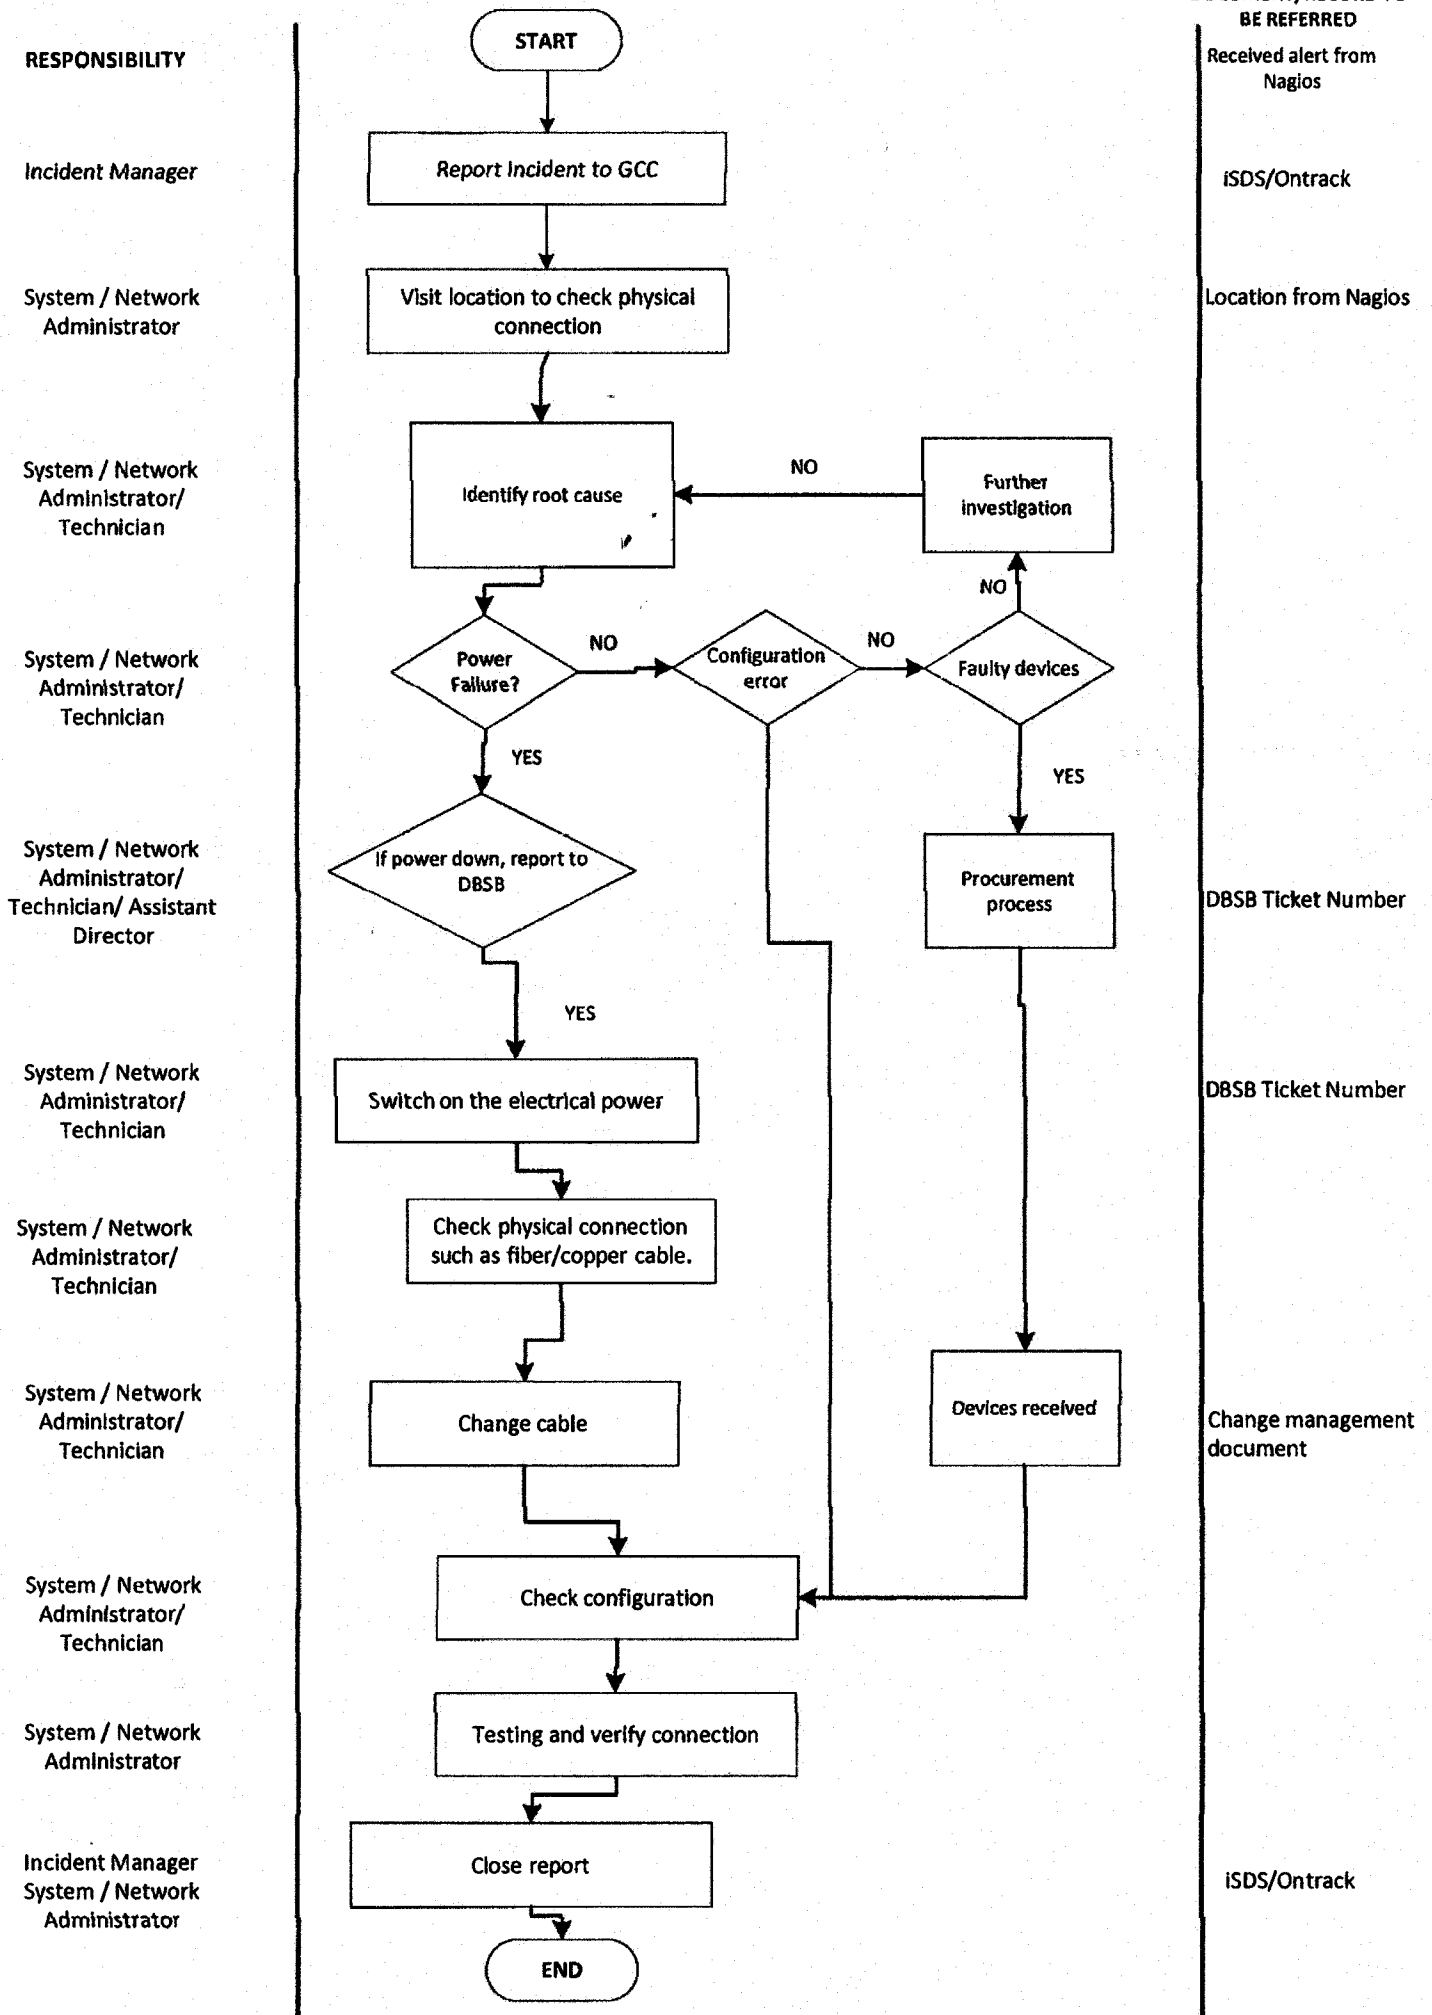 BE REFERRED
RESPONSIBILITY
START
Received alert from
Nagios
Incident Manager
Report Incident to GCC
iSDS/Ontrack
System / Network
Administrator
Visit location to check physical
connection
Location from Nagios
System / Network
Administrator/
Technician
Identify root cause
NO
Further
investigation
NO
System / Network
Administrator/
Technician
Power
Failure?
NO
Configuration
error
NO
Faulty devices
YES
YES
System / Network
Administrator/
Technician/ Assistant
Director
If power down, report to
DBSB
Procurement
process
DBSB Ticket Number
YES
System / Network
Administrator/
Technician
Switch on the electrical power
DBSB Ticket Number
System / Network
Administrator/
Technician
Check physical connection
such as fiber/copper cable.
System / Network
Administrator/
Technician
Change cable
Devices received
Change management
document
System / Network
Administrator/
Technician
Check configuration
System / Network
Administrator
Testing and verify connection
Incident Manager
System / Network
Administrator
Close report
iSDS/Ontrack
END